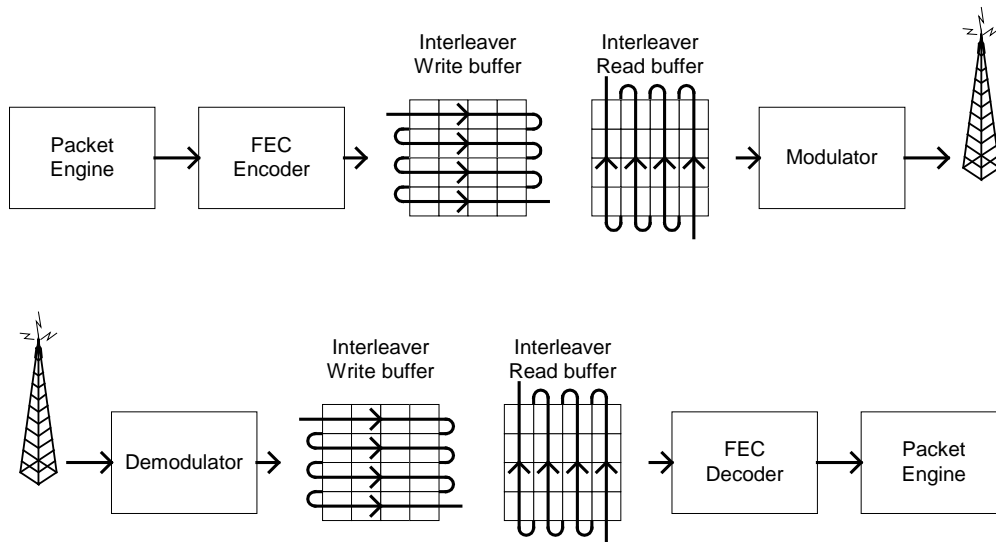 Interleaver
Write buffer
Interleaver
Read buffer
Packet
Engine
FEC
Encoder
Modulator
Interleaver
Write buffer
Interleaver
Read buffer
Demodulator
FEC
Decoder
Packet
Engine